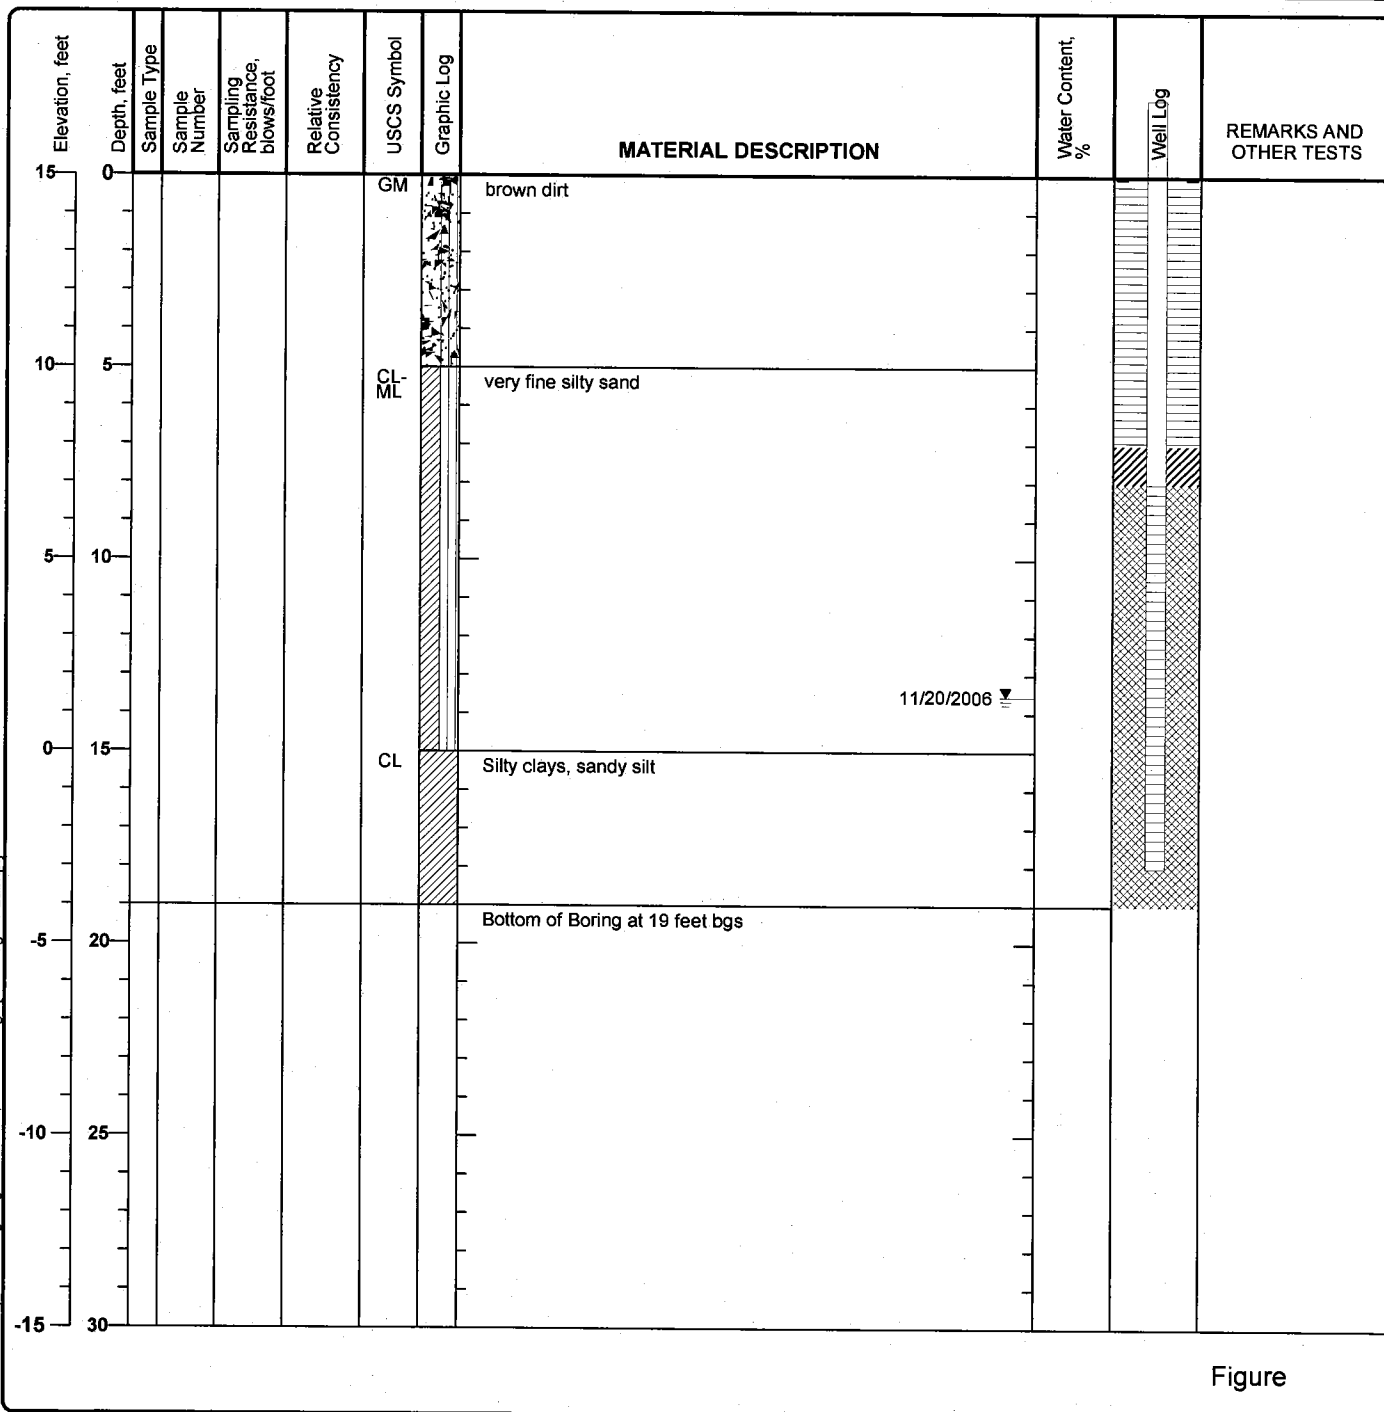 Elevation, feet
Depth, feet
Sample Type
Sample
Number
Sampling
Resistance,
blows/foot
Relative
Consistency
USCS Symbol
Graphic Log
MATERIAL DESCRIPTION
Water Content,
%
Well Log
REMARKS AND
OTHER TESTS
15 0
GM brown dirt
10 5
CL-
ML
very fine silty sand
5 10
11/20/2006
0 15
CL Silty clays, sandy silt
Bottom of Boring at 19 feet bgs
-5 20
-10 25
-15 30
Figure